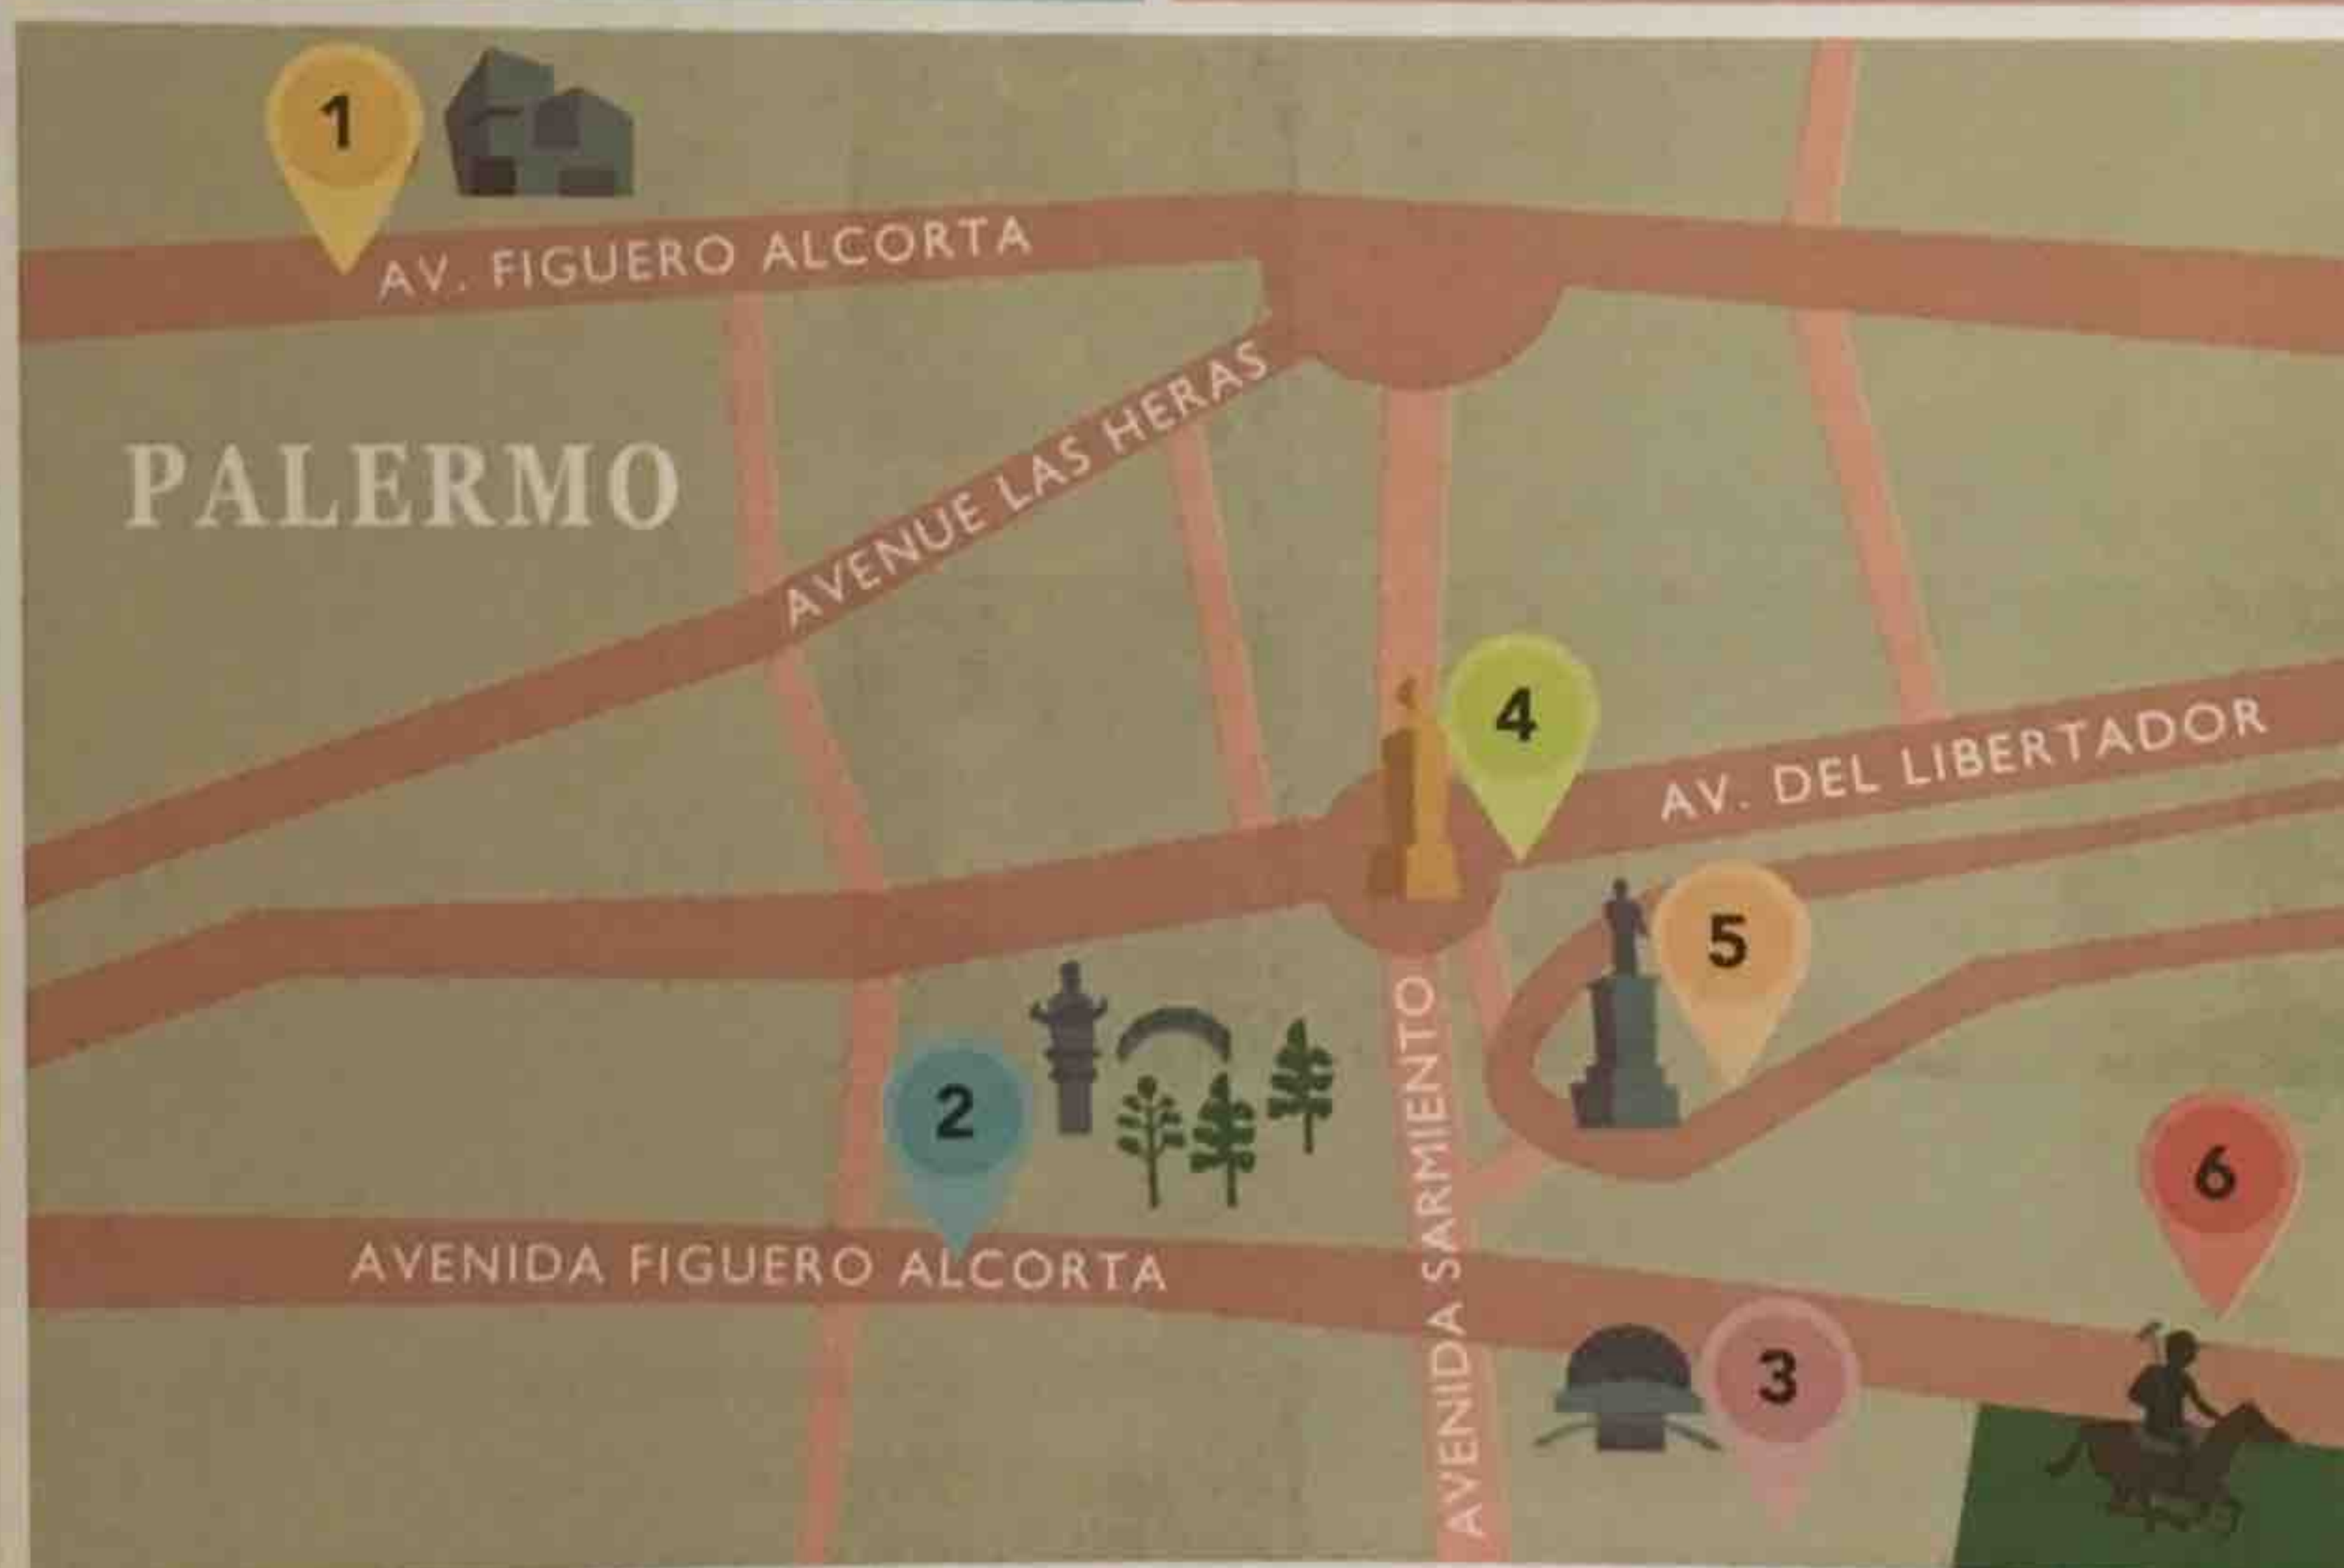 1
AV. FIGUERO ALCORTA
AVENUE LAS HERAS
PALERMO
4
AV. DEL LIBERTADOR
5
2
AVENIDA SARMIENTO
6
AVENIDA FIGUERO ALCORTA
3